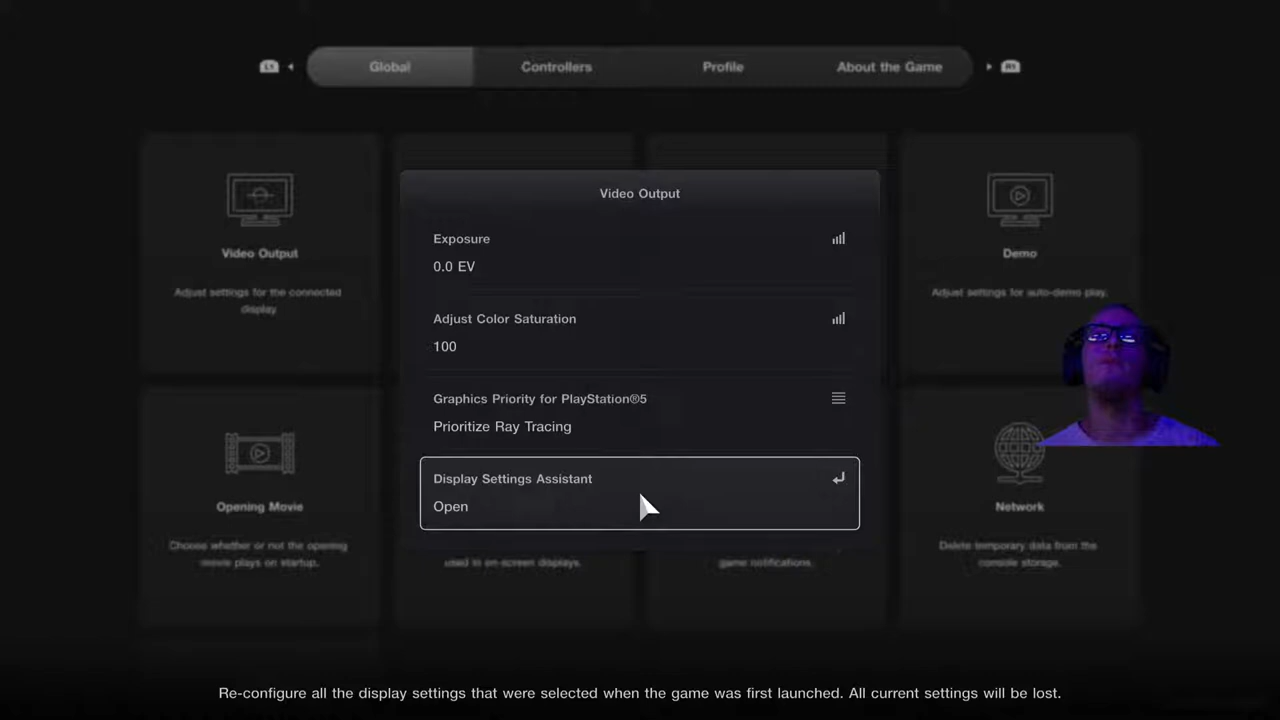 L1 Global Controllers Profile About the Game R1
Video Output
Exposure
0.0 EV
Adjust Color Saturation
100
Graphics Priority for PlayStation®5
Prioritize Ray Tracing
Display Settings Assistant
Open
Video Output
Adjust settings for the connected
display
Demo
Adjust settings for auto-demo play.
Opening Movie
Choose whether or not the opening
movie plays on startup.
used in on-screen displays.
game notifications.
Network
Delete temporary data from the
console storage.
Re-configure all the display settings that were selected when the game was first launched. All current settings will be lost.